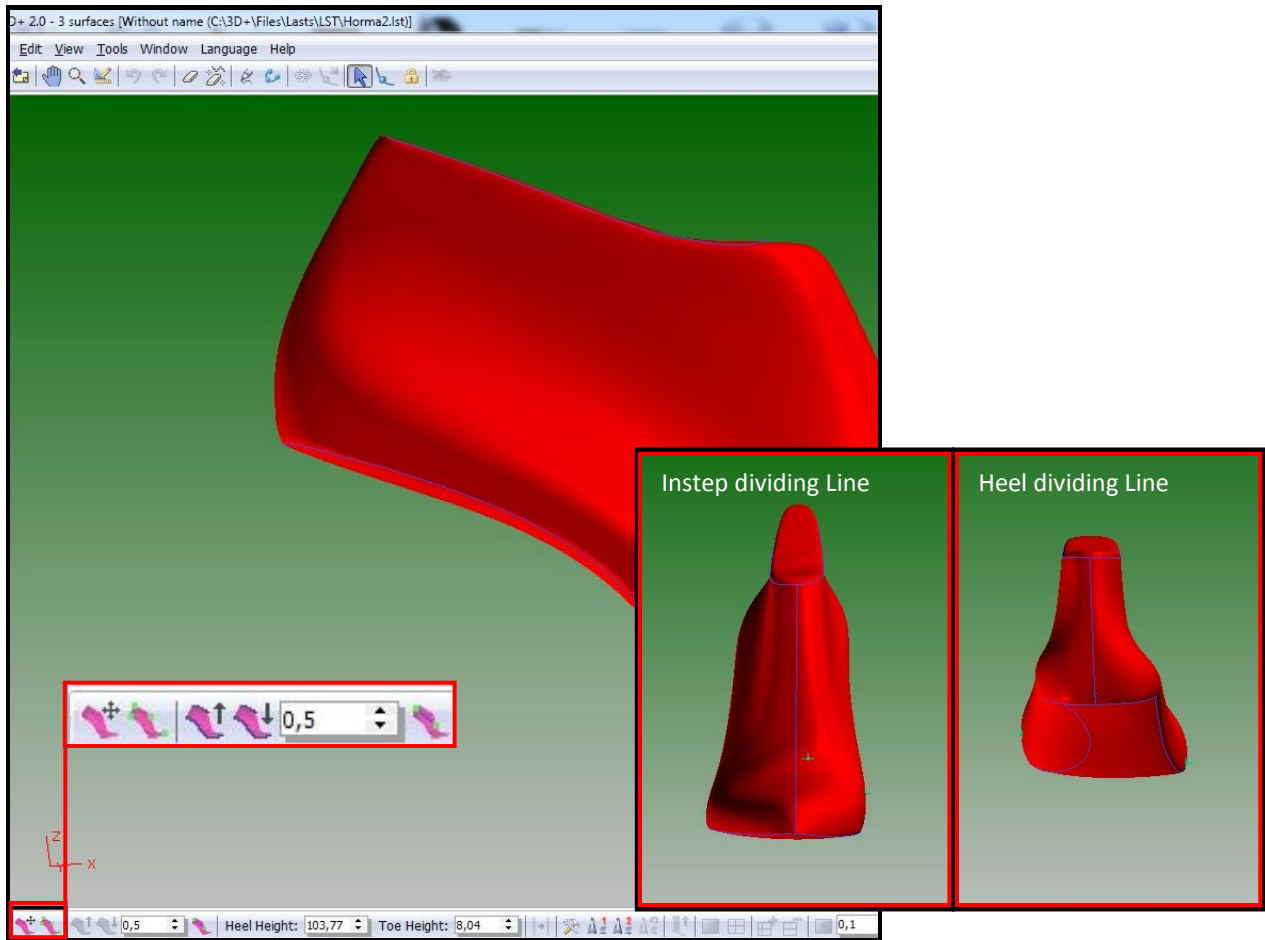 D+ 2.0 - 3 surfaces [Without name (C:\3D+\Files\Lasts\LST\Horma2.lst)]
Edit View Tools Window Language Help
Instep dividing Line
Heel dividing Line
0,5
Z
Y
X
0,5 Heel Height: 103,77 Toe Height: 8,04 0,1